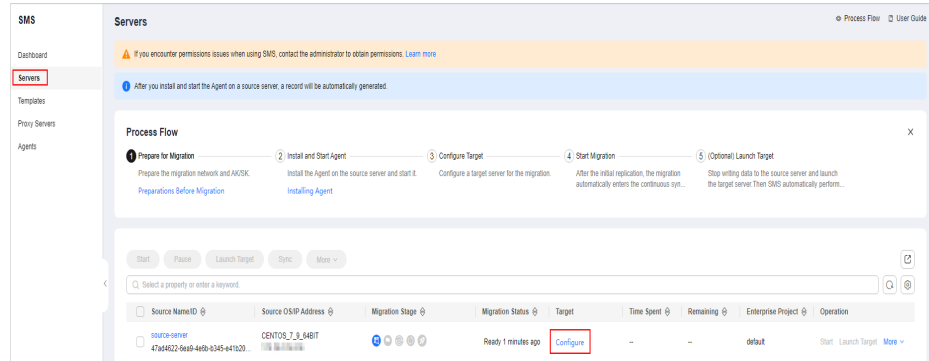 SMS
Servers
Process Flow
User Guide
Dashboard
Servers
Templates
Proxy Servers
Agents
If you encounter permissions issues when using SMS, contact the administrator to obtain permissions. Learn more
After you install and start the Agent on a source server, a record will be automatically generated.
Process Flow
X
1 Prepare for Migration
Prepare the migration network and AK/SK.
Preparations Before Migration
2 Install and Start Agent
Install the Agent on the source server and start it.
Installing Agent
3 Configure Target
Configure a target server for the migration.
4 Start Migration
After the initial replication, the migration
automatically enters the continuous syn...
5 (Optional) Launch Target
Stop writing data to the source server and launch
the target server.Then SMS automatically perform...
Start Pause Launch Target Sync More
Select a property or enter a keyword.
Source Name/ID Source OS/IP Address Migration Stage Migration Status Target Time Spent Remaining Enterprise Project Operation
source-server CENTOS_7_9_64BIT Ready 1 minutes ago Configure -- -- default Start Launch Target More
47ad4622-6ea9-4e6b-b345-e41b20...